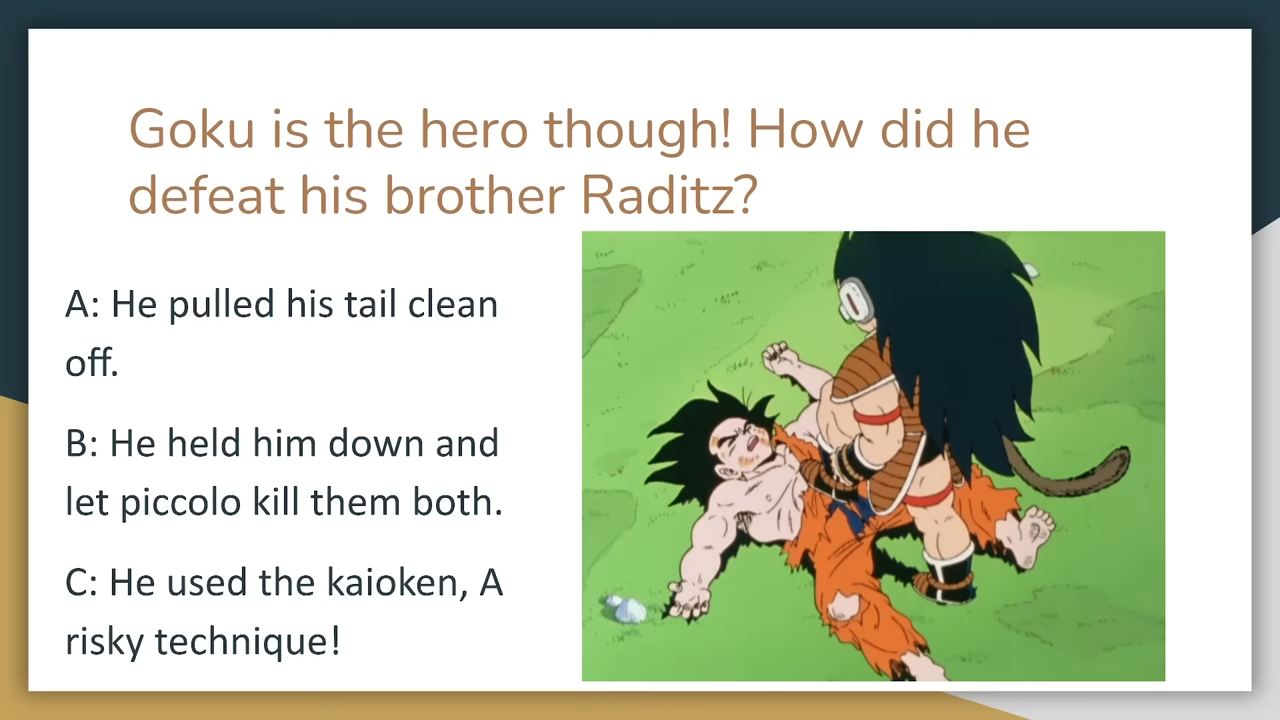 Goku is the hero though! How did he
defeat his brother Raditz?
A: He pulled his tail clean
off.
B: He held him down and
let piccolo kill them both.
C: He used the kaioken, A
risky technique!